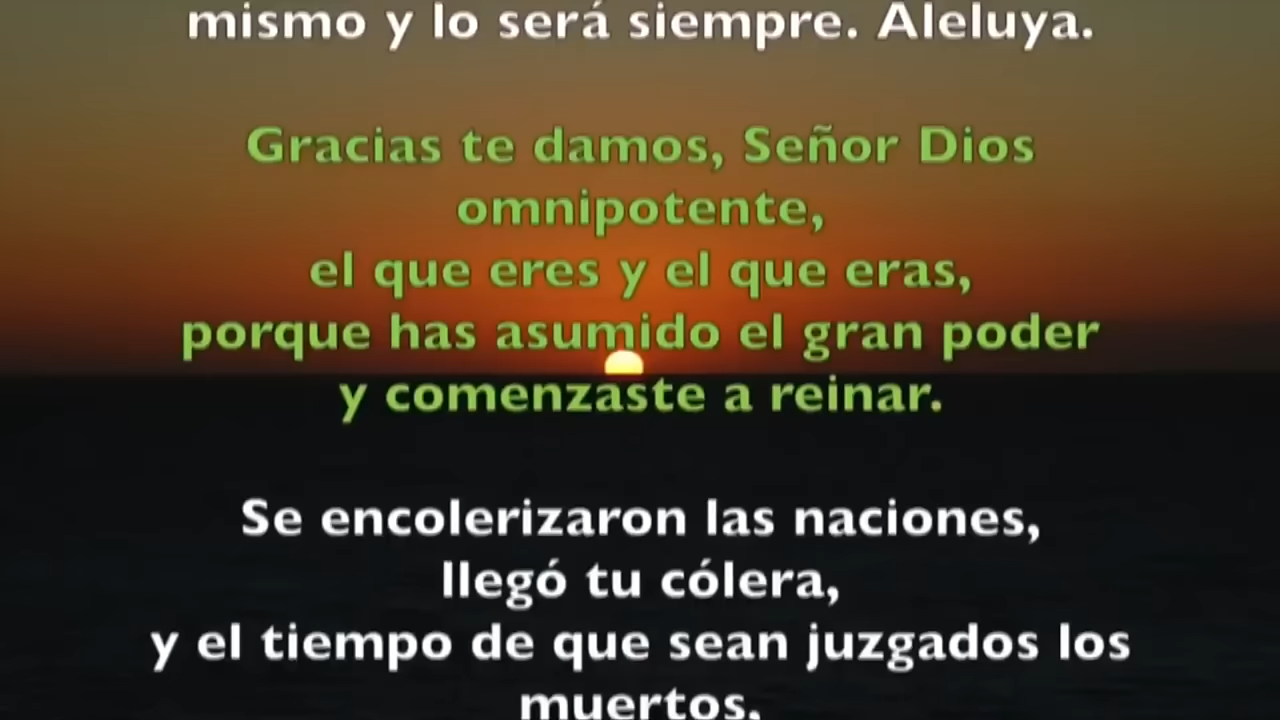 mismo y lo será siempre. Aleluya.
Gracias te damos, Señor Dios
omnipotente,
el que eres y el que eras,
porque has asumido el gran poder
y comenzaste a reinar.
Se encolerizaron las naciones,
llegó tu cólera,
y el tiempo de que sean juzgados los
muertos,